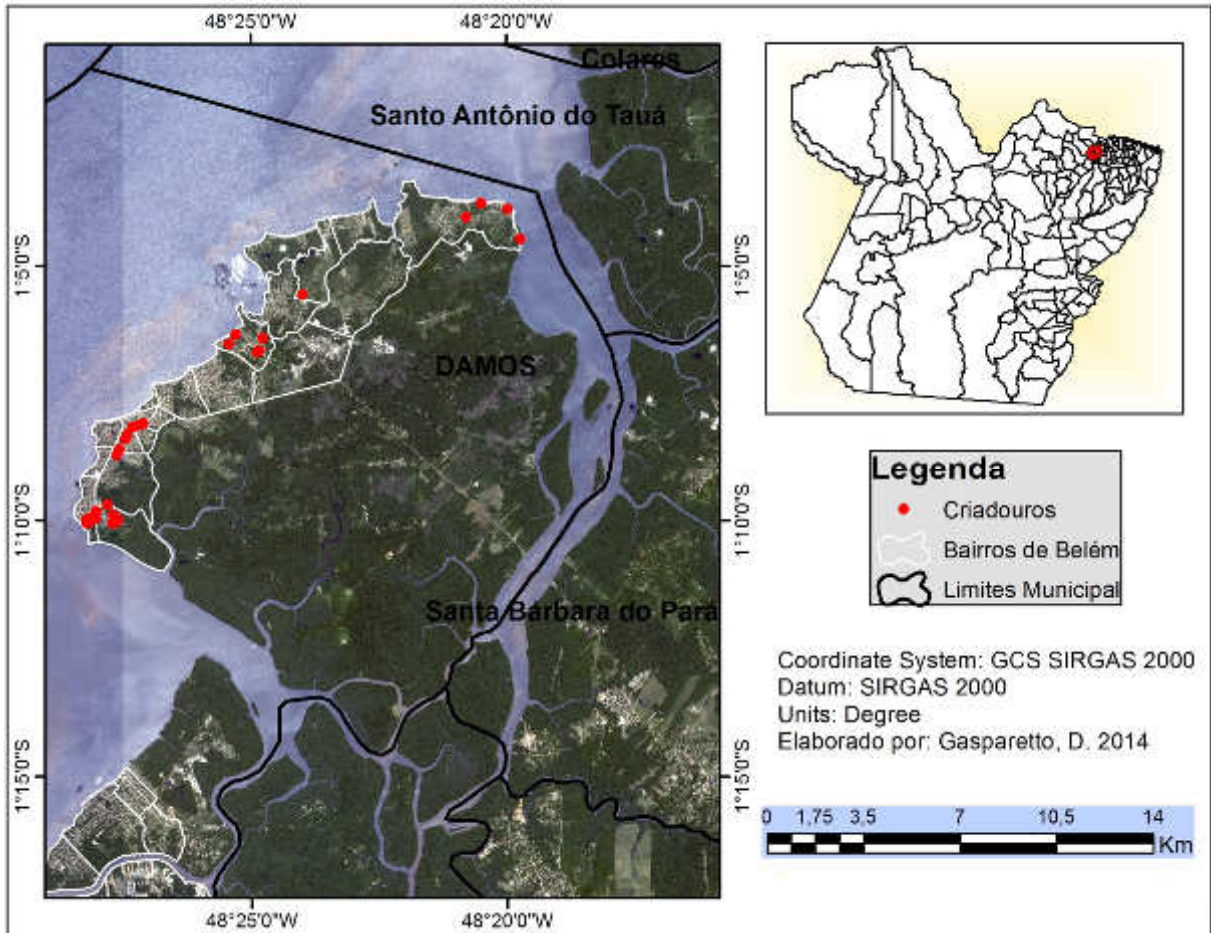 48°25'0"W
48°20'0"W
Colares
Santo Antônio do Tauá
1°5'0"S
1°5'0"S
DAMOS
1°10'0"S
1°10'0"S
Santa Bárbara do Pará
1°15'0"S
1°15'0"S
48°25'0"W
48°20'0"W
Legenda
Criadouros
Bairros de Belém
Limites Municipal
Coordinate System: GCS SIRGAS 2000
Datum: SIRGAS 2000
Units: Degree
Elaborado por: Gasparetto, D. 2014
0 1,75 3,5 7 10,5 14
Km